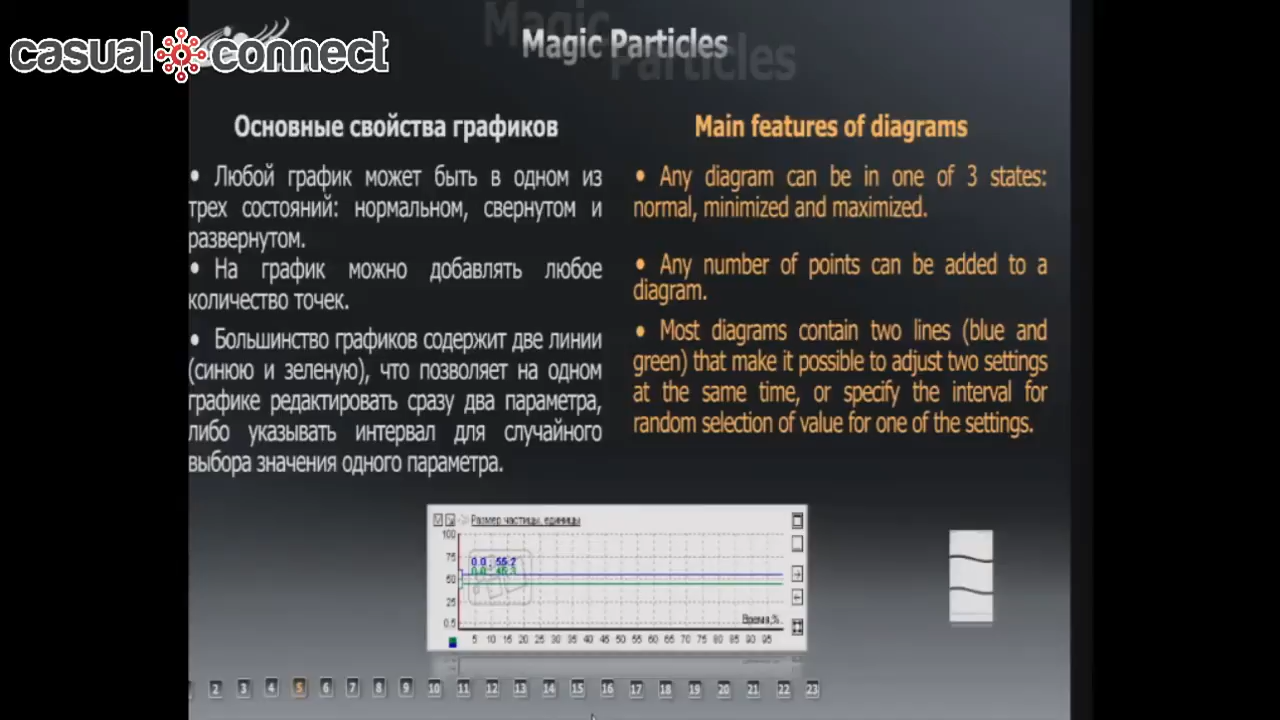 Magic Particles
casual connect
Основные свойства графиков
• Любой график может быть в одном из
трех состояний: нормальном, свернутом и
развернутом.
• На график можно добавлять любое
количество точек.
• Большинство графиков содержит две линии
(синюю и зеленую), что позволяет на одном
графике редактировать сразу два параметра,
либо указывать интервал для случайного
выбора значения одного параметра.
Main features of diagrams
• Any diagram can be in one of 3 states:
normal, minimized and maximized.
• Any number of points can be added to a
diagram.
• Most diagrams contain two lines (blue and
green) that make it possible to adjust two settings
at the same time, or specify the interval for
random selection of value for one of the settings.
Размер частицы, единицы
100
75
0.0 , 55.2
50
25
0,5
Время,%
5 10 15 20 25 30 35 40 45 50 55 60 65 70 75 80 85 90 95
2 3 4 5 6 7 8 9 10 11 12 13 14 15 16 17 18 19 20 21 22 23